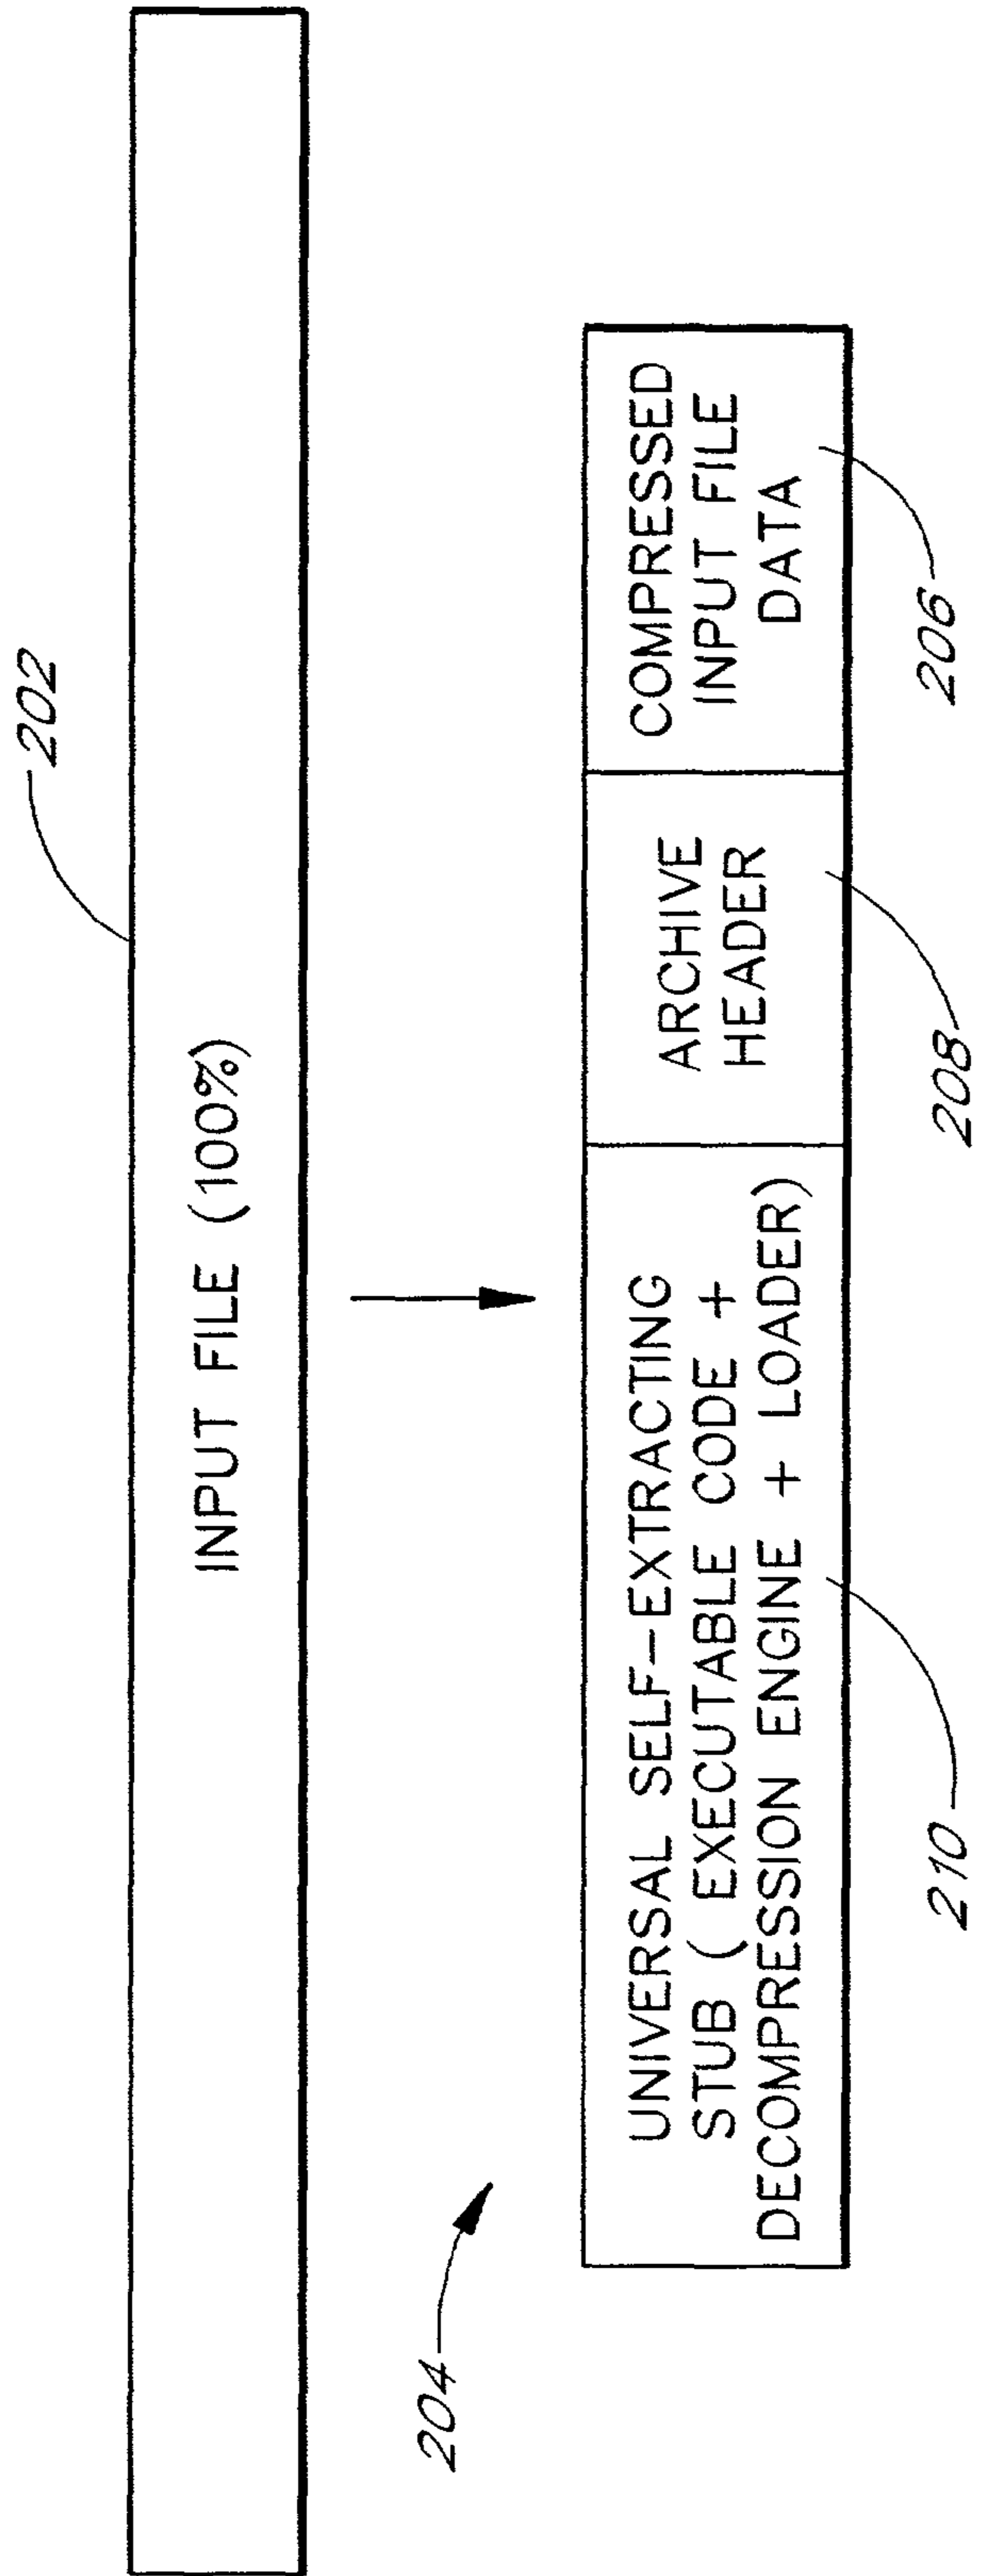 202
INPUT FILE (100%)
204
UNIVERSAL SELF-EXTRACTING
STUB ( EXECUTABLE CODE +
DECOMPRESSION ENGINE + LOADER)
ARCHIVE
HEADER
COMPRESSED
INPUT FILE
DATA
210
208
206